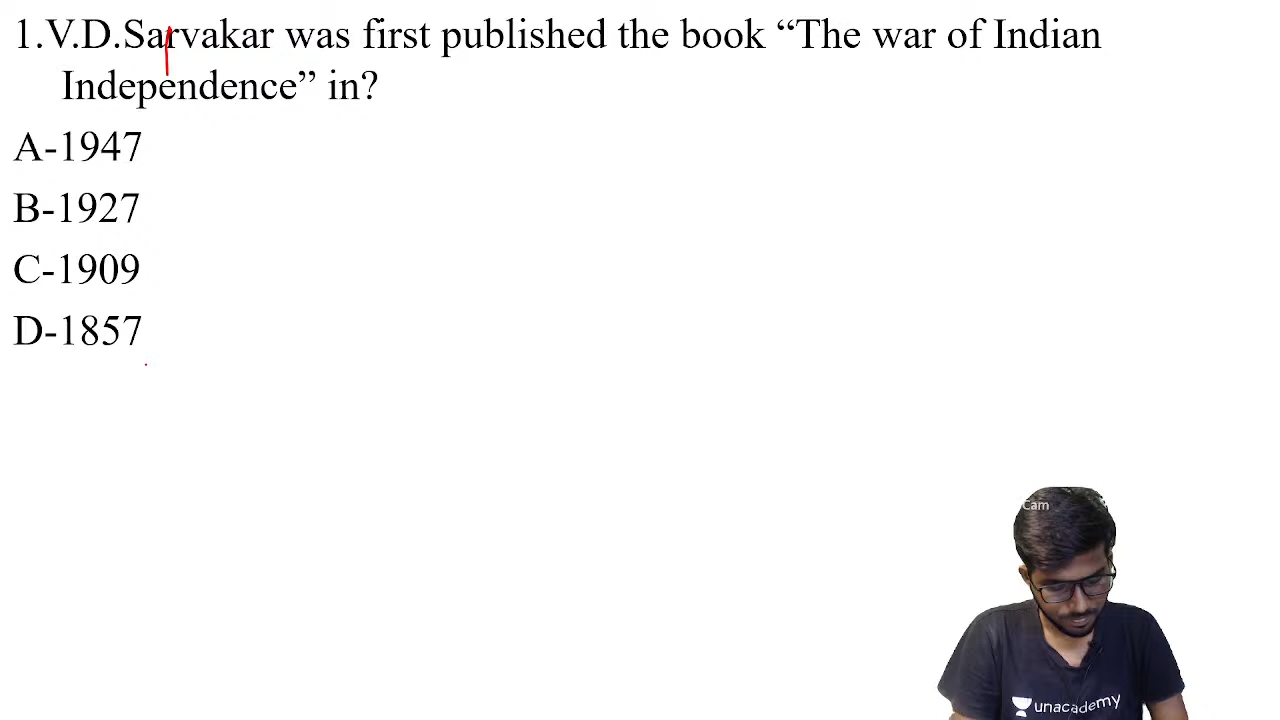 1.V.D.Sarvakar was first published the book “The war of Indian
Independence” in?
A-1947
B-1927
C-1909
D-1857
Cam
unacademy